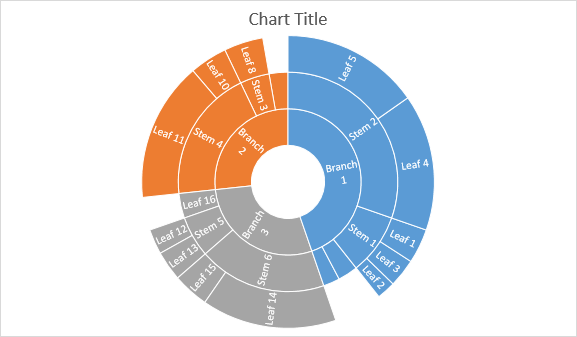 Chart Title
Leaf 5
Stem 2
Leaf 4
Branch
1
Stem 1
Leaf 1
Leaf 3
Leaf 2
Leaf 8
Leaf 10
Stem 3
Leaf 11
Stem 4
Branch
2
Leaf 16
Branch
3
Leaf 12
Stem 5
Leaf 13
Leaf 15
Stem 6
Leaf 14